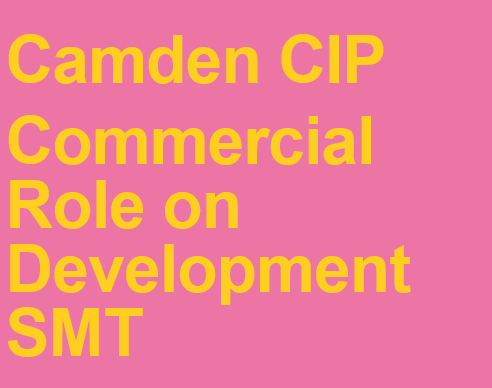 Camden CIP
Commercial
Role on
Development
SMT